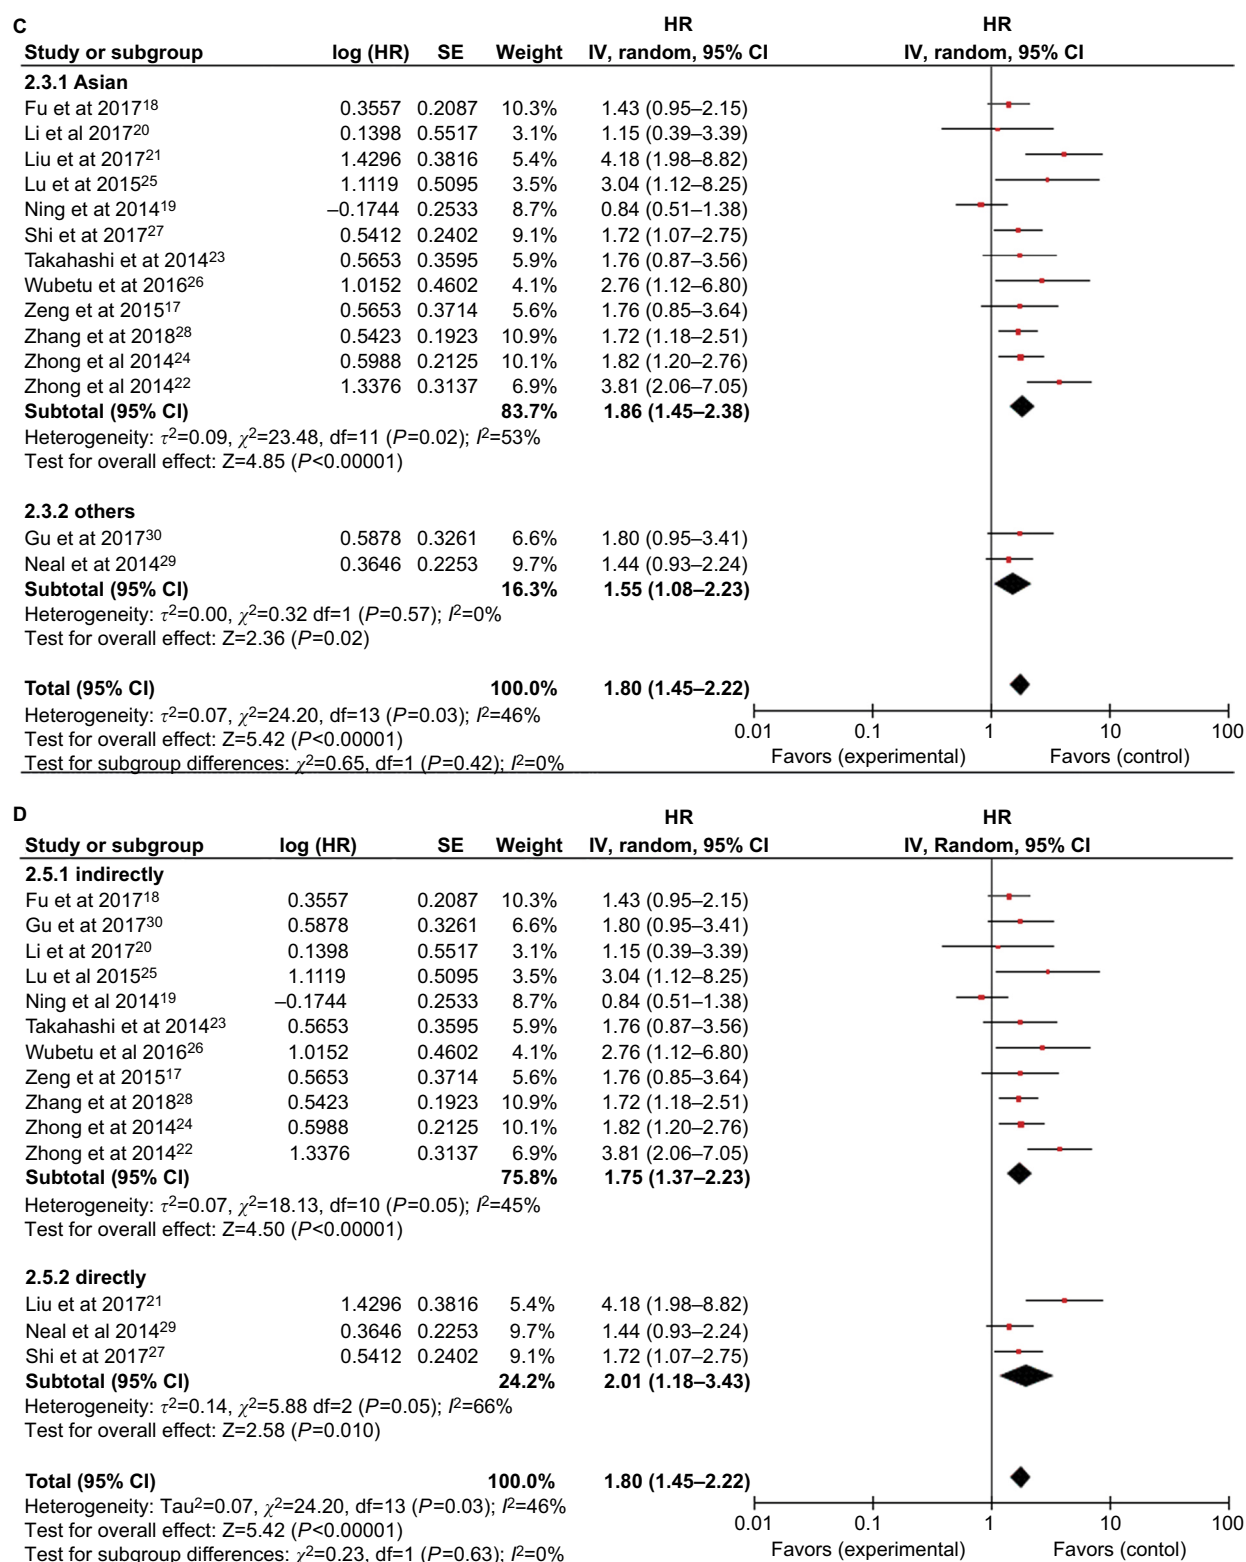 C
HR HR
Study or subgroup log (HR) SE Weight IV, random, 95% CI IV, random, 95% CI
2.3.1 Asian
Fu et at 2017¹⁸ 0.3557 0.2087 10.3% 1.43 (0.95–2.15)
Li et al 2017²⁰ 0.1398 0.5517 3.1% 1.15 (0.39–3.39)
Liu et at 2017²¹ 1.4296 0.3816 5.4% 4.18 (1.98–8.82)
Lu et at 2015²⁵ 1.1119 0.5095 3.5% 3.04 (1.12–8.25)
Ning et at 2014¹⁹ –0.1744 0.2533 8.7% 0.84 (0.51–1.38)
Shi et at 2017²⁷ 0.5412 0.2402 9.1% 1.72 (1.07–2.75)
Takahashi et at 2014²³ 0.5653 0.3595 5.9% 1.76 (0.87–3.56)
Wubetu et at 2016²⁶ 1.0152 0.4602 4.1% 2.76 (1.12–6.80)
Zeng et at 2015¹⁷ 0.5653 0.3714 5.6% 1.76 (0.85–3.64)
Zhang et at 2018²⁸ 0.5423 0.1923 10.9% 1.72 (1.18–2.51)
Zhong et al 2014²⁴ 0.5988 0.2125 10.1% 1.82 (1.20–2.76)
Zhong et al 2014²² 1.3376 0.3137 6.9% 3.81 (2.06–7.05)
Subtotal (95% CI) 83.7% 1.86 (1.45–2.38)
Heterogeneity: τ²=0.09, χ²=23.48, df=11 (P=0.02); I²=53%
Test for overall effect: Z=4.85 (P<0.00001)
2.3.2 others
Gu et at 2017³⁰ 0.5878 0.3261 6.6% 1.80 (0.95–3.41)
Neal et at 2014²⁹ 0.3646 0.2253 9.7% 1.44 (0.93–2.24)
Subtotal (95% CI) 16.3% 1.55 (1.08–2.23)
Heterogeneity: τ²=0.00, χ²=0.32 df=1 (P=0.57); I²=0%
Test for overall effect: Z=2.36 (P=0.02)
Total (95% CI) 100.0% 1.80 (1.45–2.22)
Heterogeneity: τ²=0.07, χ²=24.20, df=13 (P=0.03); I²=46%
0.01 0.1 1 10 100
Test for overall effect: Z=5.42 (P<0.00001)
Favors (experimental) Favors (control)
Test for subgroup differences: χ²=0.65, df=1 (P=0.42); I²=0%
D
HR HR
Study or subgroup log (HR) SE Weight IV, random, 95% CI IV, Random, 95% CI
2.5.1 indirectly
Fu et at 2017¹⁸ 0.3557 0.2087 10.3% 1.43 (0.95–2.15)
Gu et at 2017³⁰ 0.5878 0.3261 6.6% 1.80 (0.95–3.41)
Li et at 2017²⁰ 0.1398 0.5517 3.1% 1.15 (0.39–3.39)
Lu et al 2015²⁵ 1.1119 0.5095 3.5% 3.04 (1.12–8.25)
Ning et al 2014¹⁹ –0.1744 0.2533 8.7% 0.84 (0.51–1.38)
Takahashi et at 2014²³ 0.5653 0.3595 5.9% 1.76 (0.87–3.56)
Wubetu et al 2016²⁶ 1.0152 0.4602 4.1% 2.76 (1.12–6.80)
Zeng et at 2015¹⁷ 0.5653 0.3714 5.6% 1.76 (0.85–3.64)
Zhang et at 2018²⁸ 0.5423 0.1923 10.9% 1.72 (1.18–2.51)
Zhong et at 2014²⁴ 0.5988 0.2125 10.1% 1.82 (1.20–2.76)
Zhong et at 2014²² 1.3376 0.3137 6.9% 3.81 (2.06–7.05)
Subtotal (95% CI) 75.8% 1.75 (1.37–2.23)
Heterogeneity: τ²=0.07, χ²=18.13, df=10 (P=0.05); I²=45%
Test for overall effect: Z=4.50 (P<0.00001)
2.5.2 directly
Liu et at 2017²¹ 1.4296 0.3816 5.4% 4.18 (1.98–8.82)
Neal et al 2014²⁹ 0.3646 0.2253 9.7% 1.44 (0.93–2.24)
Shi et at 2017²⁷ 0.5412 0.2402 9.1% 1.72 (1.07–2.75)
Subtotal (95% CI) 24.2% 2.01 (1.18–3.43)
Heterogeneity: τ²=0.14, χ²=5.88 df=2 (P=0.05); I²=66%
Test for overall effect: Z=2.58 (P=0.010)
Total (95% CI) 100.0% 1.80 (1.45–2.22)
Heterogeneity: Tau²=0.07, χ²=24.20, df=13 (P=0.03); I²=46%
0.01 0.1 1 10 100
Test for overall effect: Z=5.42 (P<0.00001)
Favors (experimental) Favors (control)
Test for subgroup differences: χ²=0.23, df=1 (P=0.63); I²=0%